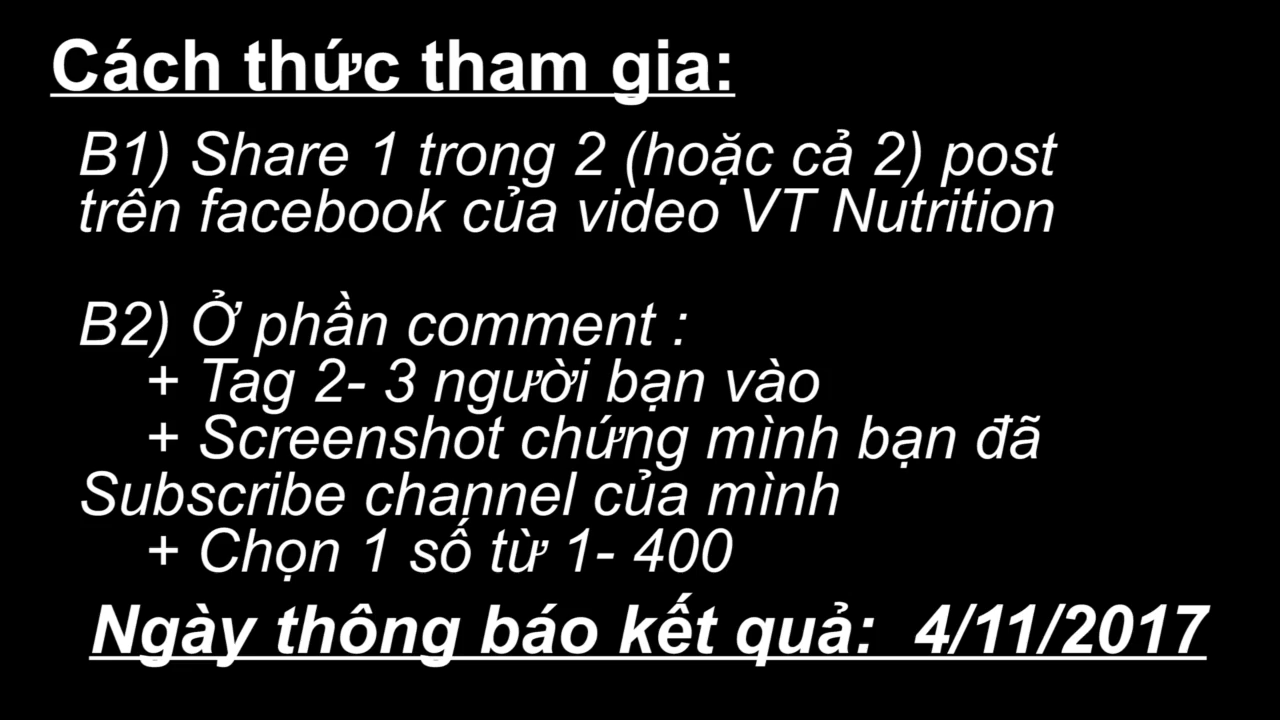 Cách thức tham gia:
B1) Share 1 trong 2 (hoặc cả 2) post
trên facebook của video VT Nutrition
B2) Ở phần comment :
+ Tag 2- 3 người bạn vào
+ Screenshot chứng mình bạn đã
Subscribe channel của mình
+ Chọn 1 số từ 1- 400
Ngày thông báo kết quả: 4/11/2017